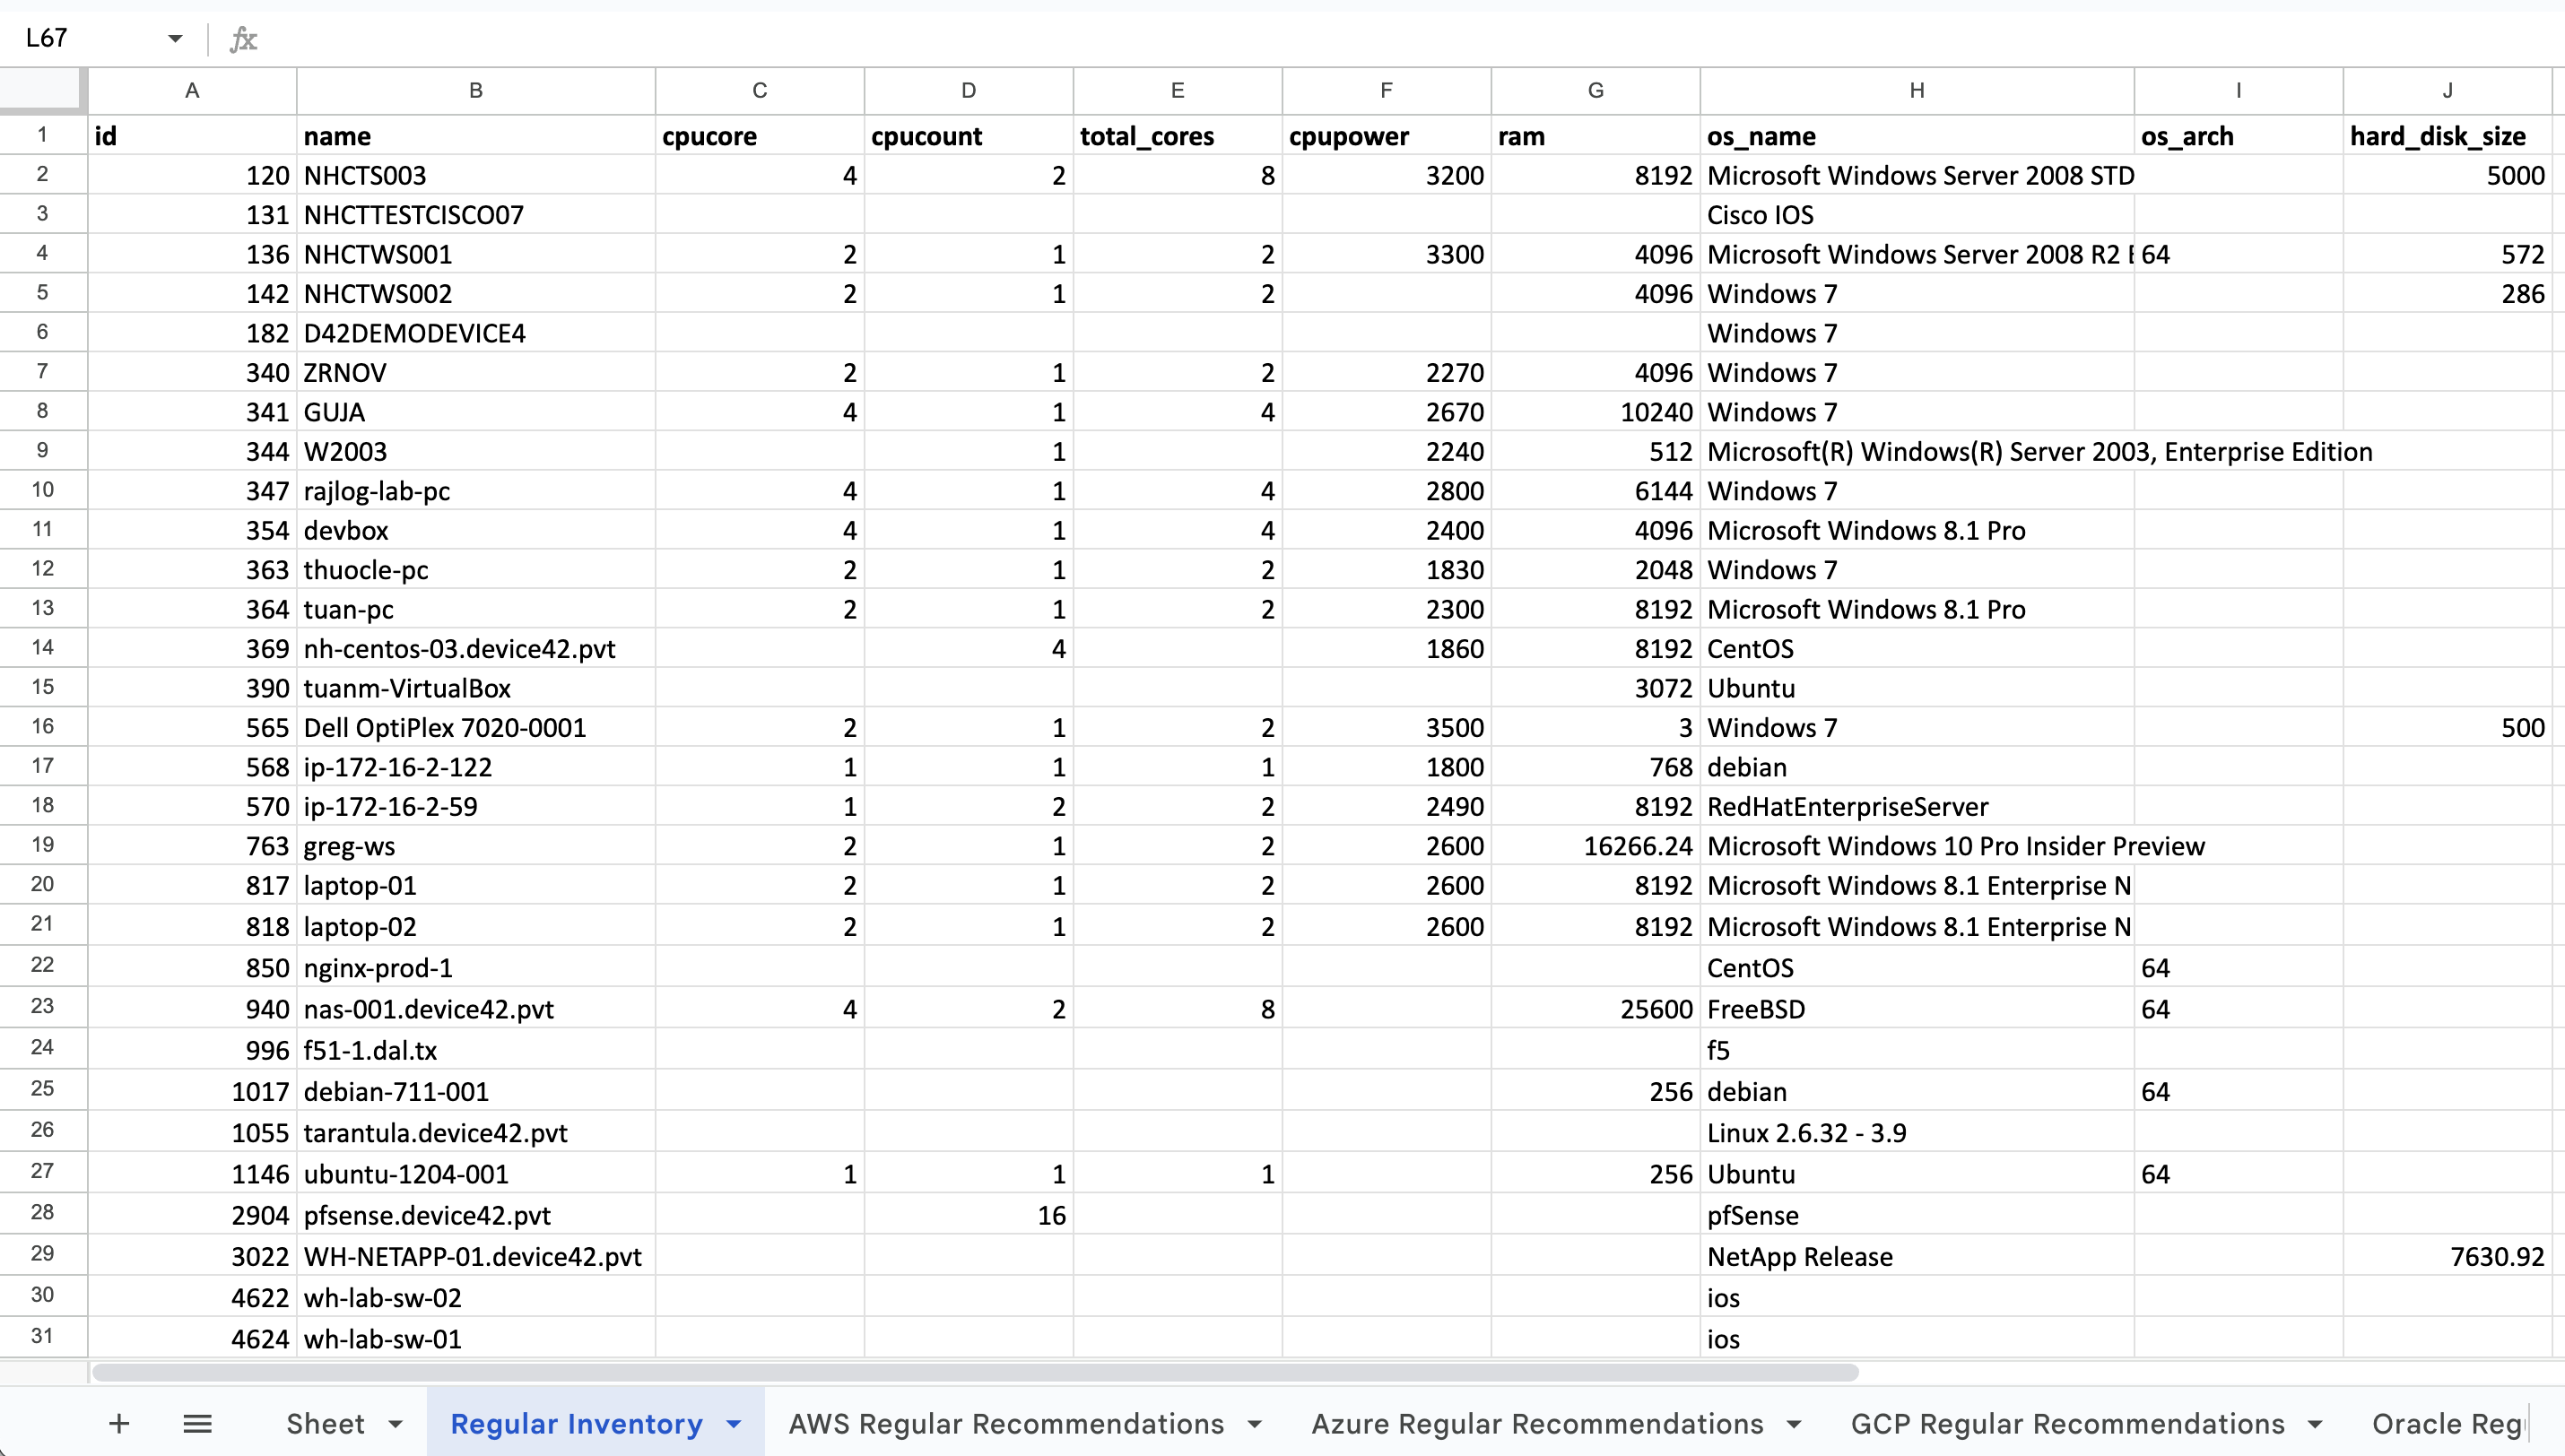 L67 fx
A B C D E F G H I J
1 id name cpucore cpucount total_cores cpupower ram os_name os_arch hard_disk_size
2 120 NHCTS003 4 2 8 3200 8192 Microsoft Windows Server 2008 STD 5000
3 131 NHCTTESTCISCO07 Cisco IOS
4 136 NHCTWS001 2 1 2 3300 4096 Microsoft Windows Server 2008 R2 64 572
5 142 NHCTWS002 2 1 2 4096 Windows 7 286
6 182 D42DEMODEVICE4 Windows 7
7 340 ZRNOV 2 1 2 2270 4096 Windows 7
8 341 GUJA 4 1 4 2670 10240 Windows 7
9 344 W2003 1 2240 512 Microsoft(R) Windows(R) Server 2003, Enterprise Edition
10 347 rajlog-lab-pc 4 1 4 2800 6144 Windows 7
11 354 devbox 4 1 4 2400 4096 Microsoft Windows 8.1 Pro
12 363 thuocle-pc 2 1 2 1830 2048 Windows 7
13 364 tuan-pc 2 1 2 2300 8192 Microsoft Windows 8.1 Pro
14 369 nh-centos-03.device42.pvt 4 1860 8192 CentOS
15 390 tuanm-VirtualBox 3072 Ubuntu
16 565 Dell OptiPlex 7020-0001 2 1 2 3500 3 Windows 7 500
17 568 ip-172-16-2-122 1 1 1 1800 768 debian
18 570 ip-172-16-2-59 1 2 2 2490 8192 RedHatEnterpriseServer
19 763 greg-ws 2 1 2 2600 16266.24 Microsoft Windows 10 Pro Insider Preview
20 817 laptop-01 2 1 2 2600 8192 Microsoft Windows 8.1 Enterprise N
21 818 laptop-02 2 1 2 2600 8192 Microsoft Windows 8.1 Enterprise N
22 850 nginx-prod-1 CentOS 64
23 940 nas-001.device42.pvt 4 2 8 25600 FreeBSD 64
24 996 f51-1.dal.tx f5
25 1017 debian-711-001 256 debian 64
26 1055 tarantula.device42.pvt Linux 2.6.32 - 3.9
27 1146 ubuntu-1204-001 1 1 1 256 Ubuntu 64
28 2904 pfsense.device42.pvt 16 pfSense
29 3022 WH-NETAPP-01.device42.pvt NetApp Release 7630.92
30 4622 wh-lab-sw-02 ios
31 4624 wh-lab-sw-01 ios
Sheet Regular Inventory AWS Regular Recommendations Azure Regular Recommendations GCP Regular Recommendations Oracle Reg